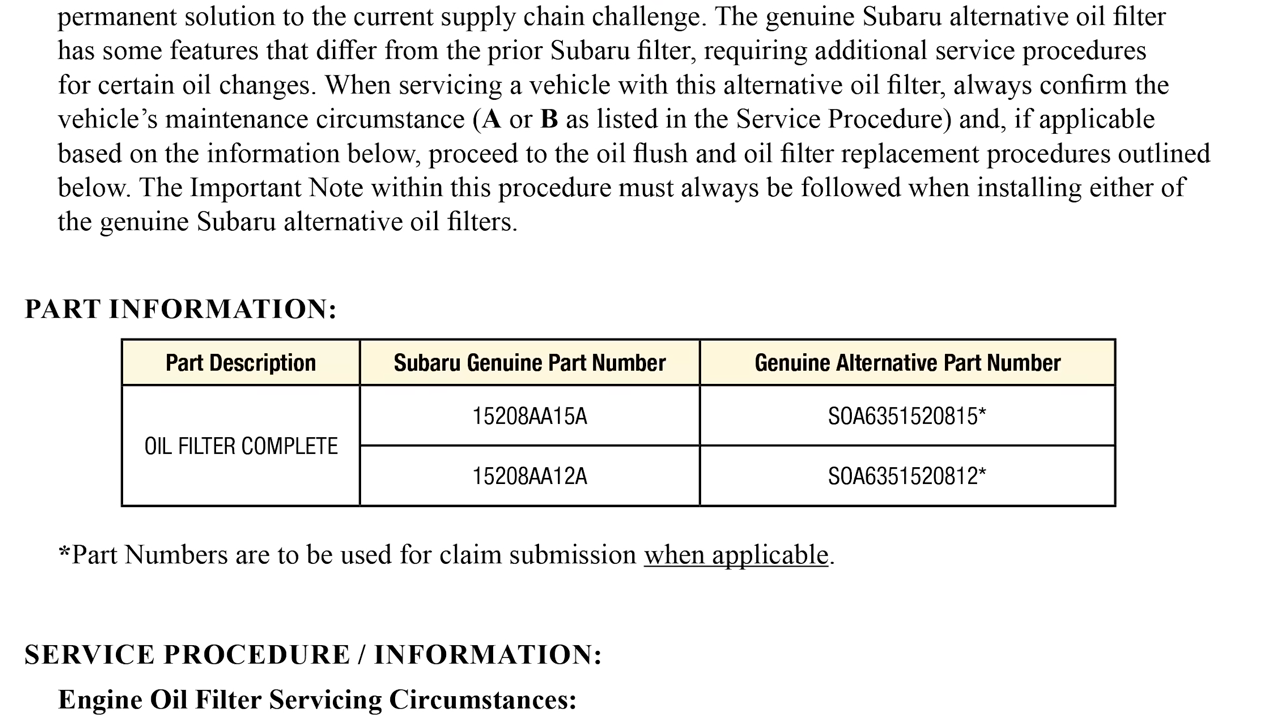 permanent solution to the current supply chain challenge. The genuine Subaru alternative oil filter
has some features that differ from the prior Subaru filter, requiring additional service procedures
for certain oil changes. When servicing a vehicle with this alternative oil filter, always confirm the
vehicle’s maintenance circumstance (A or B as listed in the Service Procedure) and, if applicable
based on the information below, proceed to the oil flush and oil filter replacement procedures outlined
below. The Important Note within this procedure must always be followed when installing either of
the genuine Subaru alternative oil filters.
PART INFORMATION:
Part Description Subaru Genuine Part Number Genuine Alternative Part Number
OIL FILTER COMPLETE
15208AA15A SOA6351520815*
15208AA12A SOA6351520812*
*Part Numbers are to be used for claim submission when applicable.
SERVICE PROCEDURE / INFORMATION:
Engine Oil Filter Servicing Circumstances: